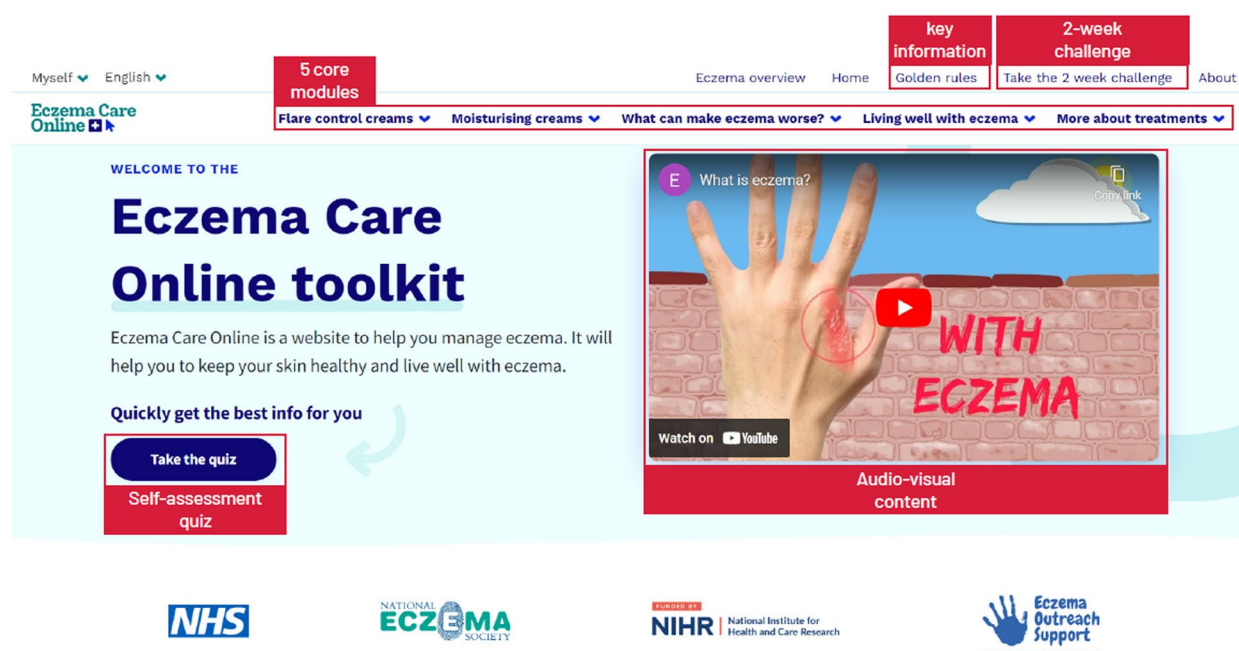 key
information
2-week
challenge
5 core
modules
Myself English
Eczema overview Home Golden rules Take the 2 week challenge About
Eczema Care
Online
Flare control creams Moisturising creams What can make eczema worse? Living well with eczema More about treatments
WELCOME TO THE
Eczema Care
Online toolkit
Eczema Care Online is a website to help you manage eczema. It will
help you to keep your skin healthy and live well with eczema.
Quickly get the best info for you
Take the quiz
Self-assessment
quiz
E What is eczema?
Copy link
WITH
ECZEMA
Watch on YouTube
Audio-visual
content
NHS
NATIONAL
ECZEMA
SOCIETY
FUNDED BY
NIHR | National Institute for
Health and Care Research
Eczema
Outreach
Support